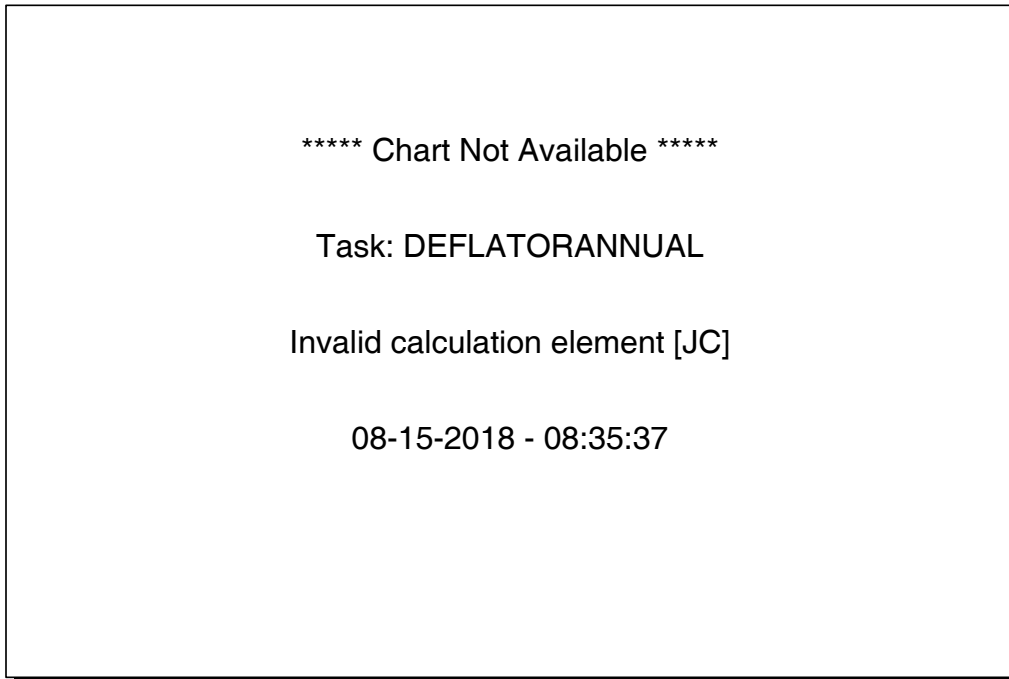 ***** Chart Not Available *****
Task: DEFLATORANNUAL
Invalid calculation element [JC]
08-15-2018 - 08:35:37